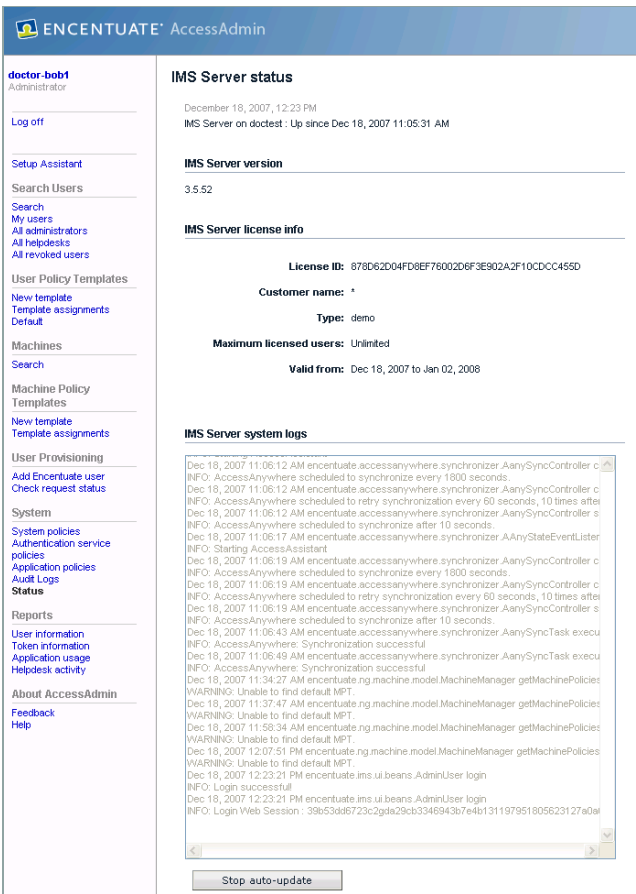 ENCENTUATE AccessAdmin
doctor-bob1
Administrator
Log off
Setup Assistant
Search Users
Search
My users
All administrators
All helpdesks
All revoked users
User Policy Templates
New template
Template assignments
Default
Machines
Search
Machine Policy
Templates
New template
Template assignments
User Provisioning
Add Encentuate user
Check request status
System
System policies
Authentication service
policies
Application policies
Audit Logs
Status
Reports
User information
Token information
Application usage
Helpdesk activity
About AccessAdmin
Feedback
Help
IMS Server status
December 18, 2007, 12:23 PM
IMS Server on doctest : Up since Dec 18, 2007 11:05:31 AM
IMS Server version
3.5.52
IMS Server license info
License ID: 878D62D04FD8EF76002D6F3E902A2F10CDCC455D
Customer name: *
Type: demo
Maximum licensed users: Unlimited
Valid from: Dec 18, 2007 to Jan 02, 2008
IMS Server system logs
Dec 18, 2007 11:06:12 AM encentuate.accessanywhere.synchronizer.AanySyncController c
INFO: AccessAnywhere scheduled to synchronize every 1800 seconds.
Dec 18, 2007 11:06:12 AM encentuate.accessanywhere.synchronizer.AanySyncController c
INFO: AccessAnywhere scheduled to retry synchronization every 60 seconds, 10 times after
Dec 18, 2007 11:06:12 AM encentuate.accessanywhere.synchronizer.AanySyncController s
INFO: AccessAnywhere scheduled to synchronize after 10 seconds.
Dec 18, 2007 11:06:17 AM encentuate.accessanywhere.synchronizer.AAnyStateEventListen
INFO: Starting AccessAssistant
Dec 18, 2007 11:06:19 AM encentuate.accessanywhere.synchronizer.AanySyncController c
INFO: AccessAnywhere scheduled to synchronize every 1800 seconds.
Dec 18, 2007 11:06:19 AM encentuate.accessanywhere.synchronizer.AanySyncController c
INFO: AccessAnywhere scheduled to retry synchronization every 60 seconds, 10 times after
Dec 18, 2007 11:06:19 AM encentuate.accessanywhere.synchronizer.AanySyncController s
INFO: AccessAnywhere scheduled to synchronize after 10 seconds.
Dec 18, 2007 11:06:43 AM encentuate.accessanywhere.synchronizer.AanySyncTask execu
INFO: AccessAnywhere: Synchronization successful
Dec 18, 2007 11:06:49 AM encentuate.accessanywhere.synchronizer.AanySyncTask execu
INFO: AccessAnywhere: Synchronization successful
Dec 18, 2007 11:34:27 AM encentuate.ng.machine.model.MachineManager getMachinePolicies
WARNING: Unable to find default MPT.
Dec 18, 2007 11:37:47 AM encentuate.ng.machine.model.MachineManager getMachinePolicies
WARNING: Unable to find default MPT.
Dec 18, 2007 11:58:34 AM encentuate.ng.machine.model.MachineManager getMachinePolicies
WARNING: Unable to find default MPT.
Dec 18, 2007 12:07:51 PM encentuate.ng.machine.model.MachineManager getMachinePolicies
WARNING: Unable to find default MPT.
Dec 18, 2007 12:23:21 PM encentuate.ims.ui.beans.AdminUser login
INFO: Login successful!
Dec 18, 2007 12:23:21 PM encentuate.ims.ui.beans.AdminUser login
INFO: Login Web Session :
Stop auto-update